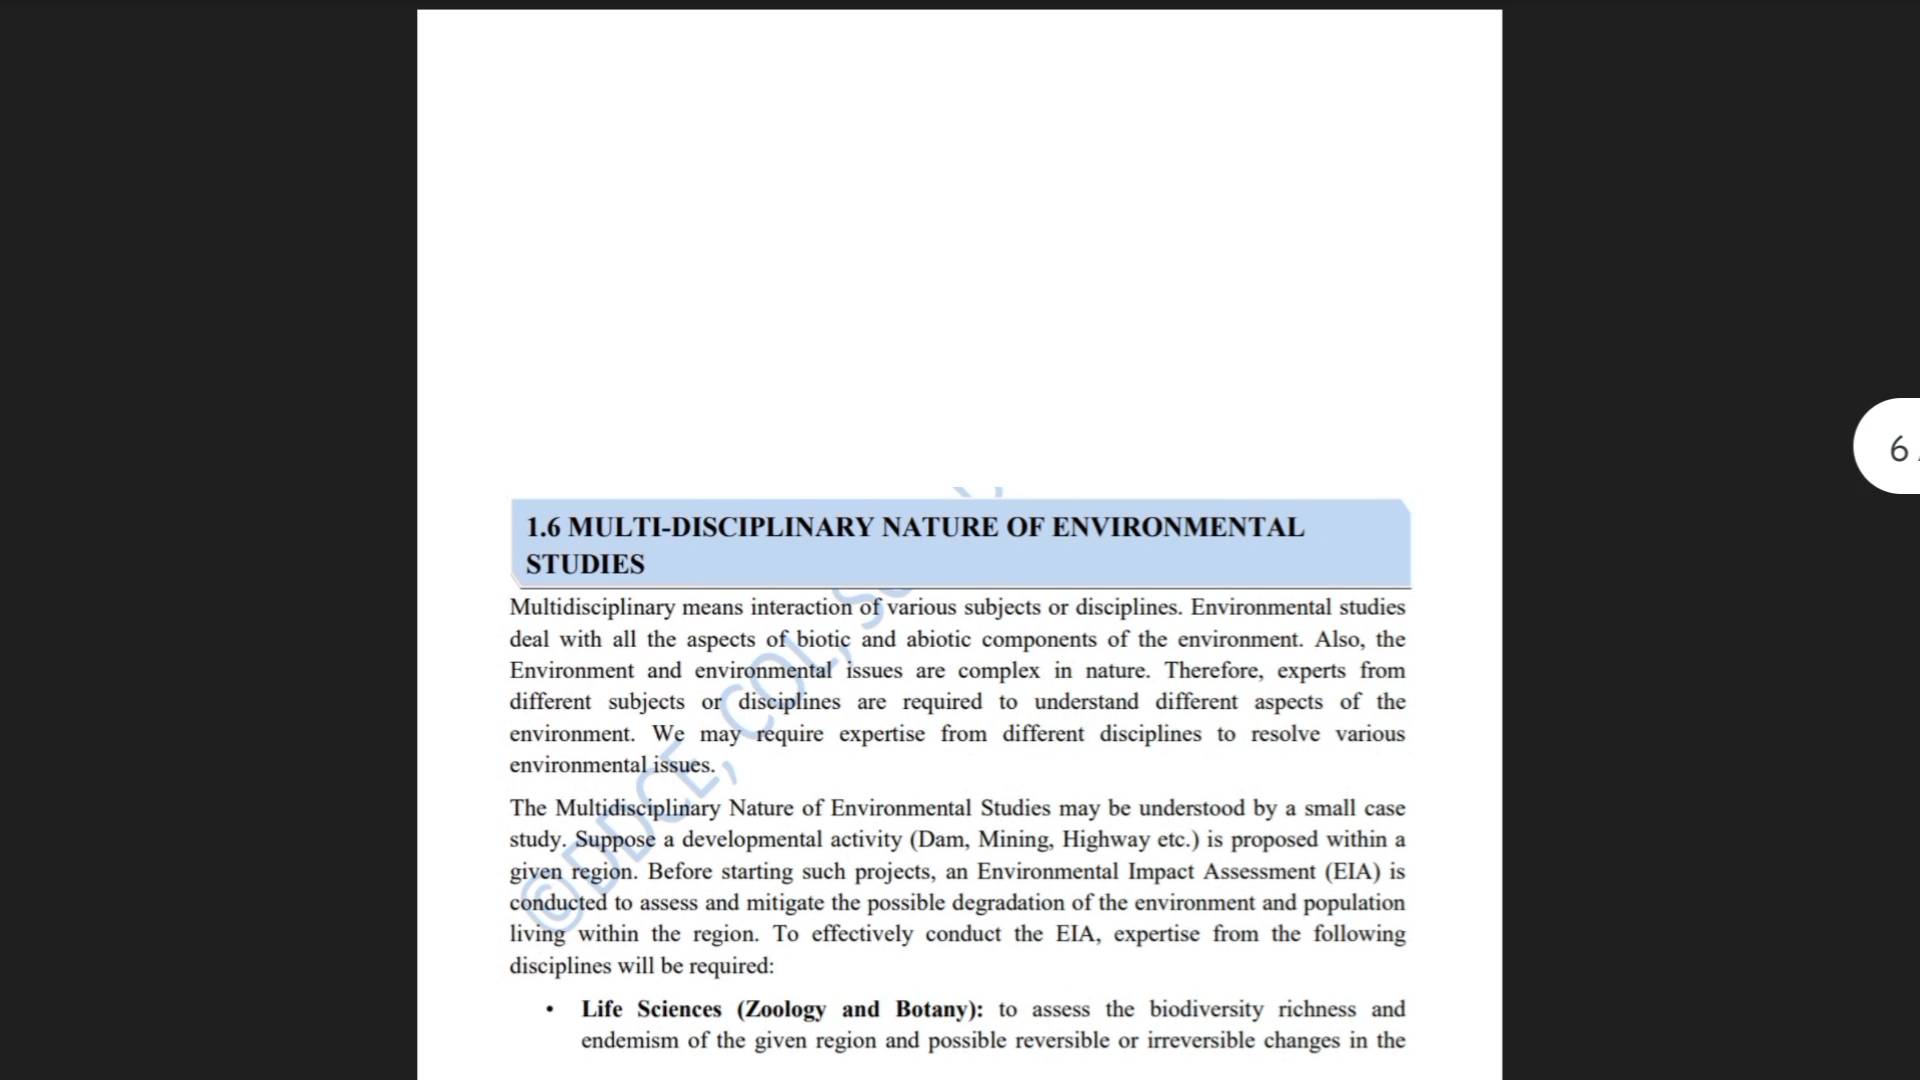 1.6 MULTI-DISCIPLINARY NATURE OF ENVIRONMENTAL
STUDIES
Multidisciplinary means interaction of various subjects or disciplines. Environmental studies
deal with all the aspects of biotic and abiotic components of the environment. Also, the
Environment and environmental issues are complex in nature. Therefore, experts from
different subjects or disciplines are required to understand different aspects of the
environment. We may require expertise from different disciplines to resolve various
environmental issues.
The Multidisciplinary Nature of Environmental Studies may be understood by a small case
study. Suppose a developmental activity (Dam, Mining, Highway etc.) is proposed within a
given region. Before starting such projects, an Environmental Impact Assessment (EIA) is
conducted to assess and mitigate the possible degradation of the environment and population
living within the region. To effectively conduct the EIA, expertise from the following
disciplines will be required:
• Life Sciences (Zoology and Botany): to assess the biodiversity richness and
endemism of the given region and possible reversible or irreversible changes in the
©DDCE, COL,
6